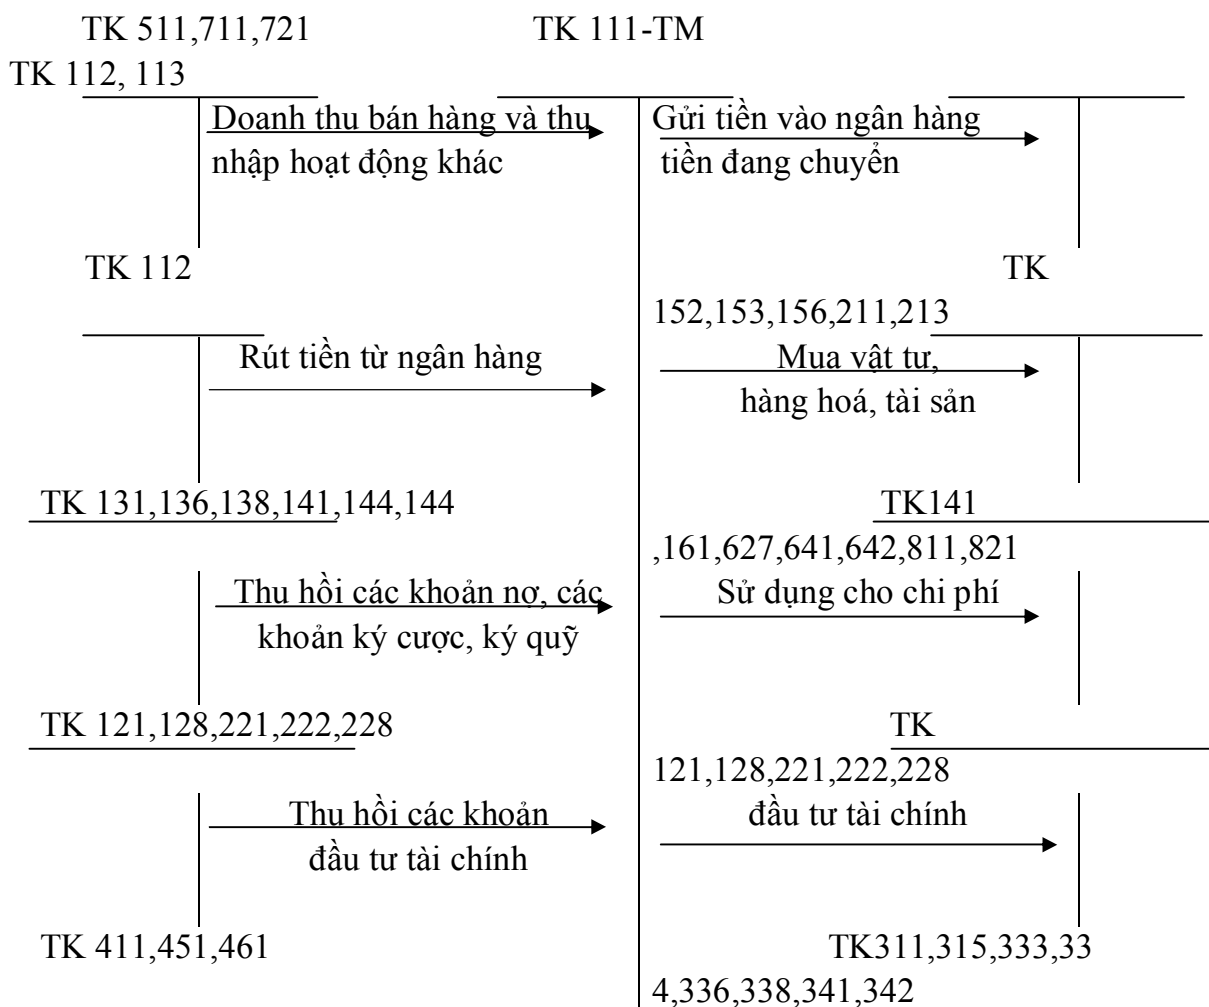 TK 511,711,721 TK 111-TM
TK 112, 113
Doanh thu bán hàng và thu Gửi tiền vào ngân hàng
nhập hoạt động khác tiền đang chuyển
TK 112 TK
152,153,156,211,213
Rút tiền từ ngân hàng Mua vật tư,
hàng hoá, tài sản
TK 131,136,138,141,144,144 TK141
,161,627,641,642,811,821
Thu hồi các khoản nợ, các Sử dụng cho chi phí
khoản ký cược, ký quỹ
TK 121,128,221,222,228 TK
121,128,221,222,228
Thu hồi các khoản đầu tư tài chính
đầu tư tài chính
TK 411,451,461 TK311,315,333,33
4,336,338,341,342